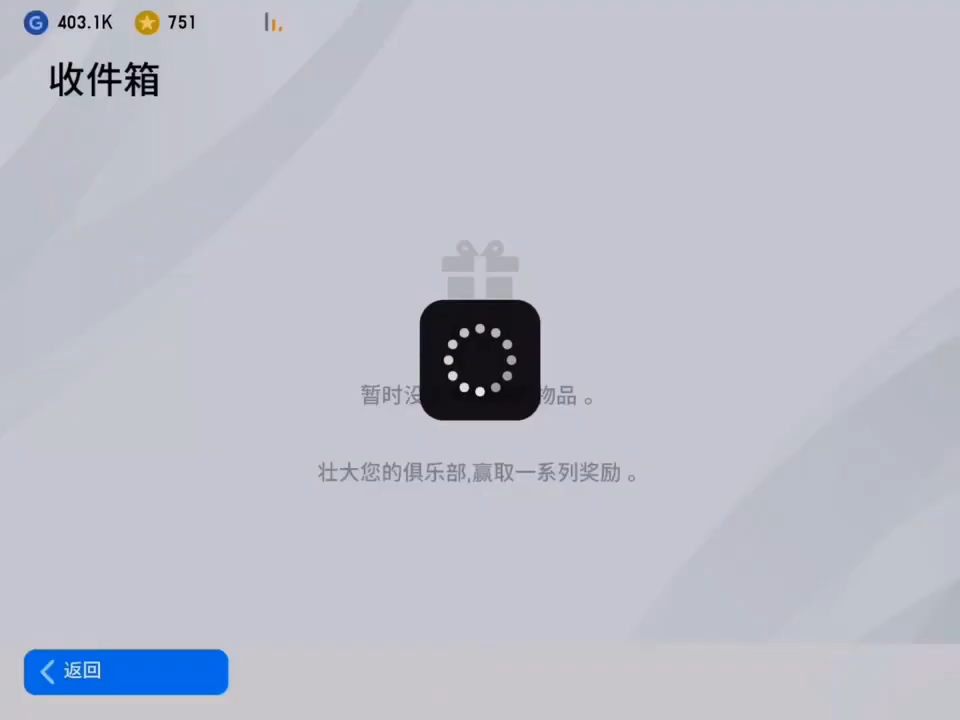 G 403.1K 751
收件箱
暂时没 物品 。
壮大您的俱乐部,赢取一系列奖励 。
返回